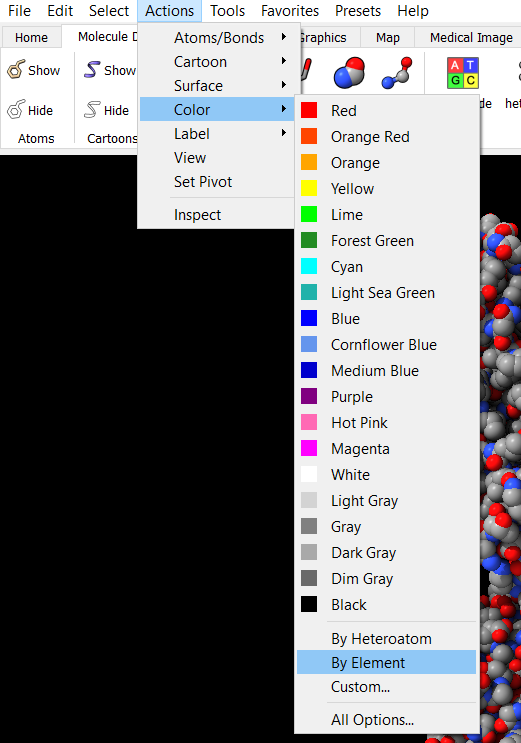 File Edit Select Actions Tools Favorites Presets Help
Home Molecule D Graphics Map Medical Image
Show Show
Hide Hide
Atoms Cartoons
Atoms/Bonds
Cartoon
Surface
Color
Label
View
Set Pivot
Inspect
A T
G C
de het
Red
Orange Red
Orange
Yellow
Lime
Forest Green
Cyan
Light Sea Green
Blue
Cornflower Blue
Medium Blue
Purple
Hot Pink
Magenta
White
Light Gray
Gray
Dark Gray
Dim Gray
Black
By Heteroatom
By Element
Custom...
All Options...